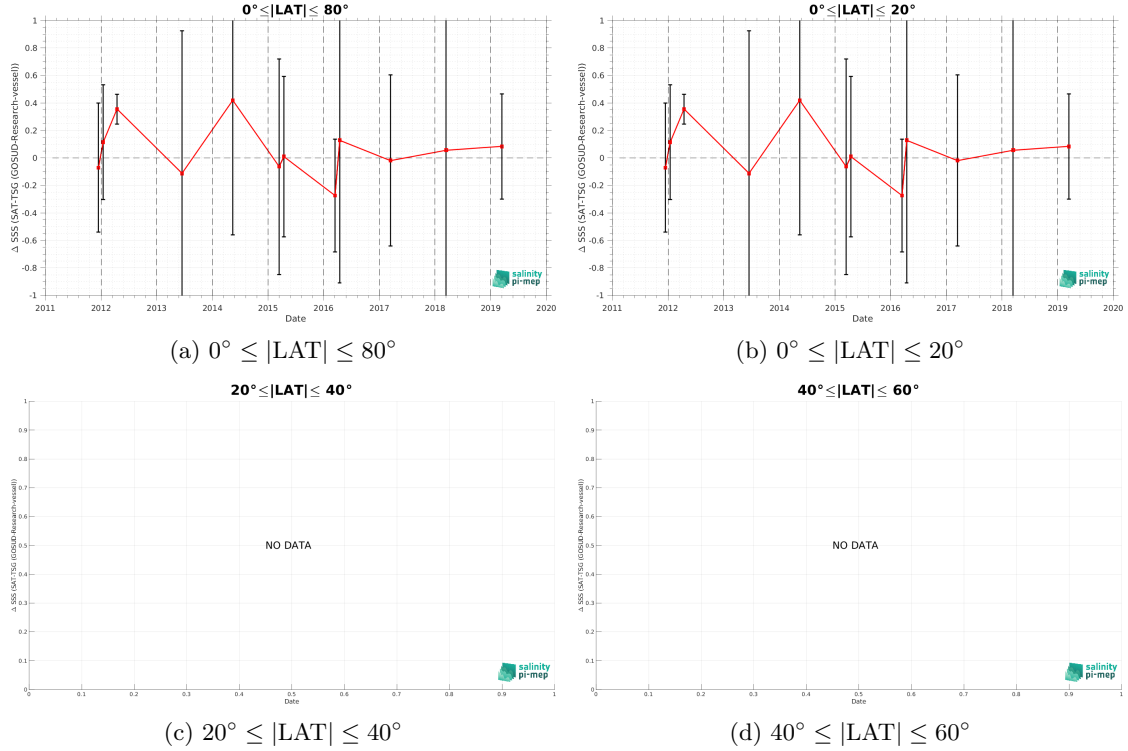 0°≤|LAT|≤ 80°
Δ SSS (SAT-TSG (GOSUD-Research-vessel))
1
0.8
0.6
0.4
0.2
0
-0.2
-0.4
-0.6
-0.8
-1
2011 2012 2013 2014 2015 2016 2017 2018 2019 2020
Date
salinity
pi-mep
(a) 0° ≤ |LAT| ≤ 80°
0°≤|LAT|≤ 20°
Δ SSS (SAT-TSG (GOSUD-Research-vessel))
1
0.8
0.6
0.4
0.2
0
-0.2
-0.4
-0.6
-0.8
-1
2011 2012 2013 2014 2015 2016 2017 2018 2019 2020
Date
salinity
pi-mep
(b) 0° ≤ |LAT| ≤ 20°
20°≤|LAT|≤ 40°
Δ SSS (SAT-TSG (GOSUD-Research-vessel))
1
0.9
0.8
0.7
0.6
0.5
0.4
0.3
0.2
0.1
0
NO DATA
0 0.1 0.2 0.3 0.4 0.5 0.6 0.7 0.8 0.9 1
Date
salinity
pi-mep
(c) 20° ≤ |LAT| ≤ 40°
40°≤|LAT|≤ 60°
Δ SSS (SAT-TSG (GOSUD-Research-vessel))
1
0.9
0.8
0.7
0.6
0.5
0.4
0.3
0.2
0.1
0
NO DATA
0 0.1 0.2 0.3 0.4 0.5 0.6 0.7 0.8 0.9 1
Date
salinity
pi-mep
(d) 40° ≤ |LAT| ≤ 60°